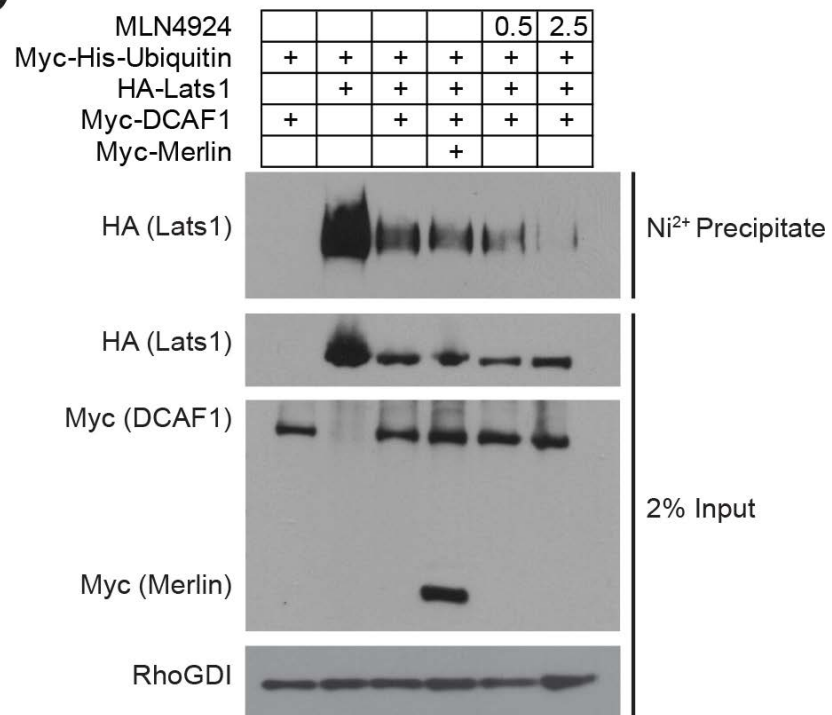 MLN4924 0.5 2.5
Myc-His-Ubiquitin + + + + + +
HA-Lats1 + + + + +
Myc-DCAF1 + + + + +
Myc-Merlin +
HA (Lats1)
Ni²⁺ Precipitate
HA (Lats1)
Myc (DCAF1)
2% Input
Myc (Merlin)
RhoGDI